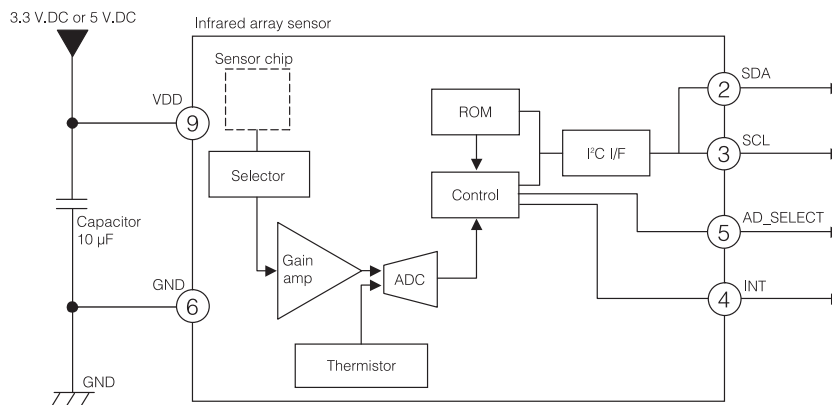 3.3 V.DC or 5 V.DC
Infrared array sensor
Sensor chip
VDD
9
SDA
2
ROM
SCL
3
I²C I/F
Selector
Control
Capacitor
10 µF
AD_SELECT
5
Gain
amp
ADC
GND
6
INT
4
Thermistor
GND